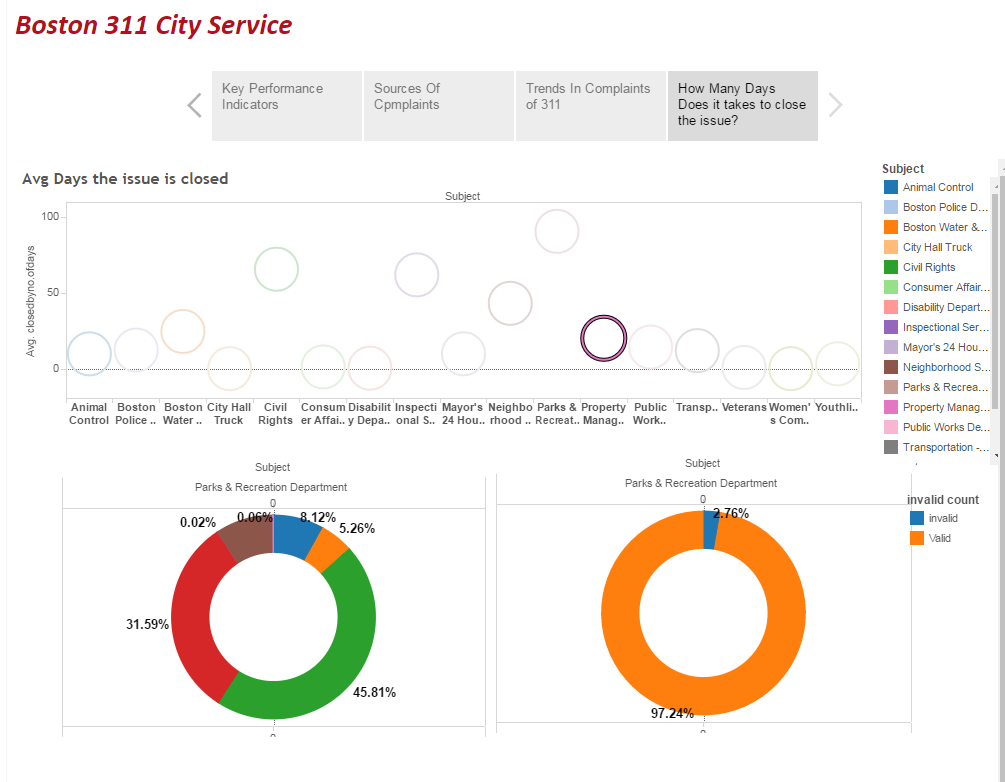 Boston 311 City Service
Key Performance
Indicators
Sources Of
Cpmplaints
Trends In Complaints
of 311
How Many Days
Does it takes to close
the issue?
Avg Days the issue is closed
Subject
Avg. closedbyno.ofdays
100
50
0
Animal
Control
Boston
Police ..
Boston
Water ..
City Hall
Truck
Civil
Rights
Consum
er Affai..
Disabilit
y Depa..
Inspecti
onal S..
Mayor's
24 Hou..
Neighbo
rhood ..
Parks &
Recreat..
Property
Manag..
Public
Work..
Transp..
Veterans
Women'
s Com..
Youthli..
Subject
Animal Control
Boston Police D...
Boston Water &...
City Hall Truck
Civil Rights
Consumer Affair...
Disability Depart...
Inspectional Ser...
Mayor's 24 Hou...
Neighborhood S...
Parks & Recrea...
Property Manag...
Public Works De...
Transportation -...
Subject
Parks & Recreation Department
0
0.02%
0.06%
8.12%
5.26%
31.59%
45.81%
Subject
Parks & Recreation Department
0
2.76%
97.24%
invalid count
invalid
Valid